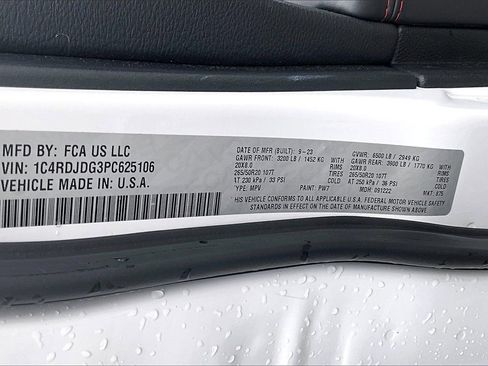 MFD BY: FCA US LLC
VIN: 1C4RDJDG3PC625106
VEHICLE MADE IN: U.S.A.
DATE OF MFR (BUILT): 9-23 GVWR: 6500 LB / 2949 KG
GAWR FRONT: 3200 LB / 1452 KG GAWR REAR: 3900 LB / 1770 KG
20X8.0 RIMS 20X8.0 RIMS
265/50R20 107T TIRES 265/50R20 107T TIRES
AT 230 kPa / 33 PSI COLD AT 250 kPa / 36 PSI COLD
TYPE: MPV PAINT: PW7 MDH: 091222 MKT: X75
VEHICLE CONFORMS TO ALL APPLICABLE U.S.A. FEDERAL MOTOR VEHICLE SAFETY
STANDARDS IN EFFECT ON THE DATE OF MANUFACTURE SHOWN ABOVE